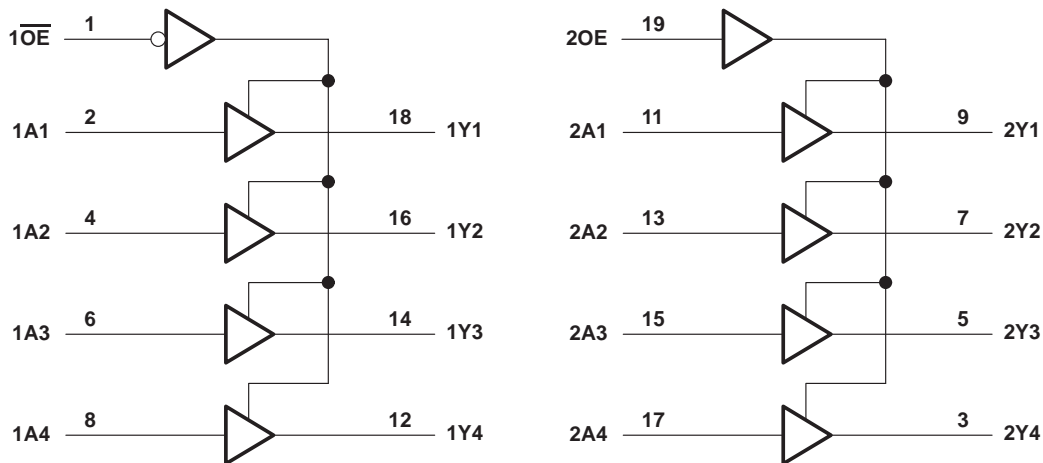 1O̅E̅ 1
2OE 19
1A1 2 18 1Y1
2A1 11 9 2Y1
1A2 4 16 1Y2
2A2 13 7 2Y2
1A3 6 14 1Y3
2A3 15 5 2Y3
1A4 8 12 1Y4
2A4 17 3 2Y4